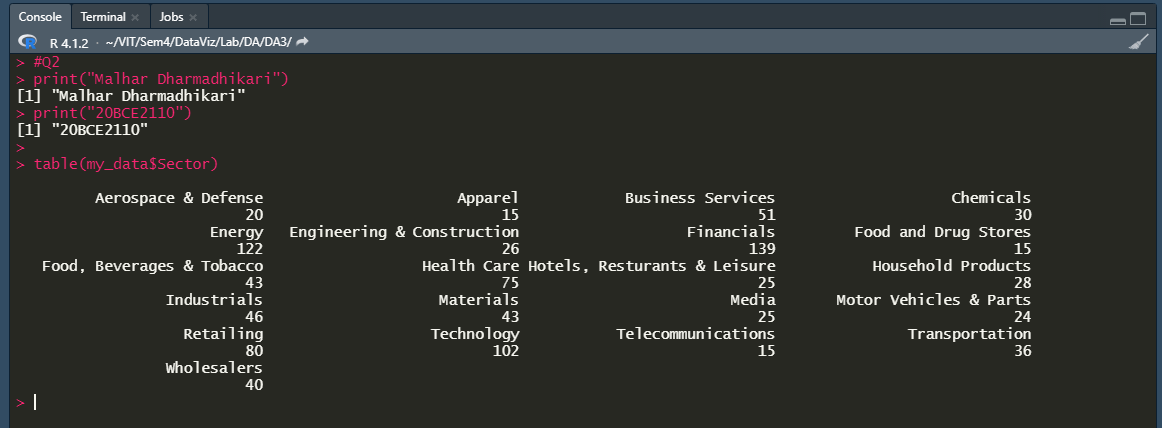 Console Terminal × Jobs ×
R 4.1.2 · ~/VIT/Sem4/DataViz/Lab/DA/DA3/
> #Q2
> print("Malhar Dharmadhikari")
[1] "Malhar Dharmadhikari"
> print("20BCE2110")
[1] "20BCE2110"
>
> table(my_data$Sector)
Aerospace & Defense Apparel Business Services Chemicals
20 15 51 30
Energy Engineering & Construction Financials Food and Drug Stores
122 26 139 15
Food, Beverages & Tobacco Health Care Hotels, Resturants & Leisure Household Products
43 75 25 28
Industrials Materials Media Motor Vehicles & Parts
46 43 25 24
Retailing Technology Telecommunications Transportation
80 102 15 36
Wholesalers
40
>